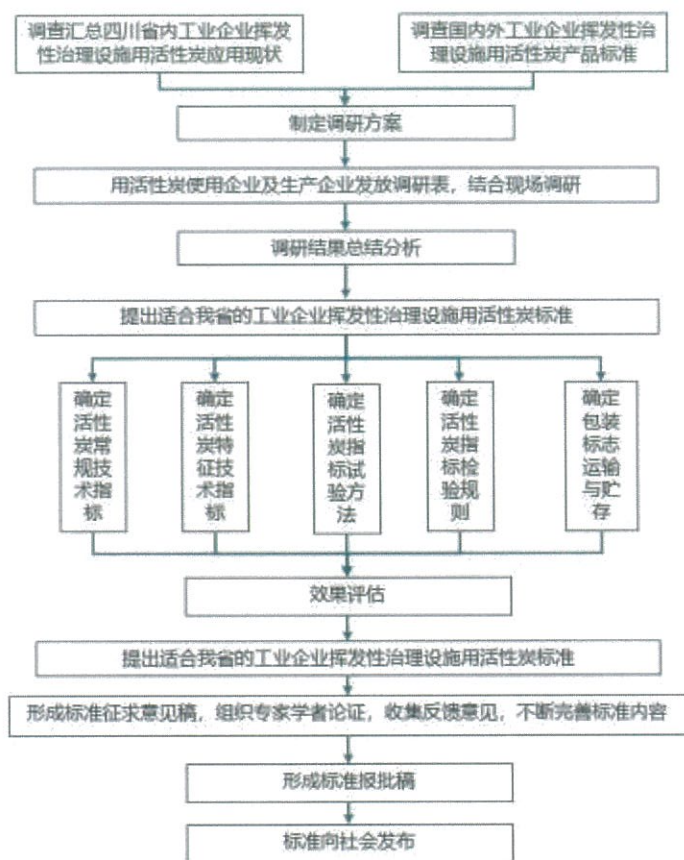 调查汇总四川省内工业企业挥发
性治理设施用活性炭应用现状
调查国内外工业企业挥发性治
理设施用活性炭产品标准
制定调研方案
用活性炭使用企业及生产企业发放调研表，结合现场调研
调研结果总结分析
提出适合我省的工业企业挥发性治理设施用活性炭标准
确定
活性
炭常
规技
术指
标
确定
活性
炭特
征技
术指
标
确定
活性
炭指
标试
验方
法
确定
活性
炭指
标检
验规
则
确定
包装
标志
运输
与贮
存
效果评估
提出适合我省的工业企业挥发性治理设施用活性炭标准
形成标准征求意见稿，组织专家学者论证，收集反馈意见，不断完善标准内容
形成标准报批稿
标准向社会发布